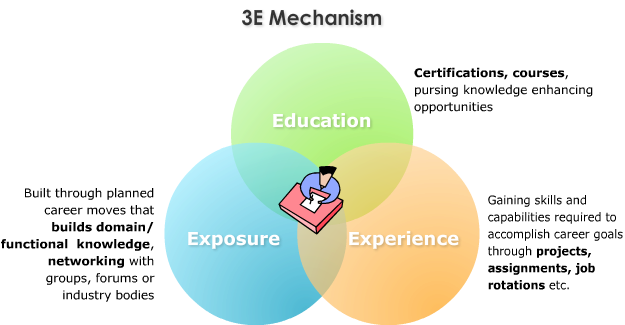 3E Mechanism
Education
Certifications, courses,
pursing knowledge enhancing
opportunities
Built through planned
career moves that
builds domain/
functional knowledge,
networking with
groups, forums or
industry bodies
Exposure
Experience
Gaining skills and
capabilities required to
accomplish career goals
through projects,
assignments, job
rotations etc.